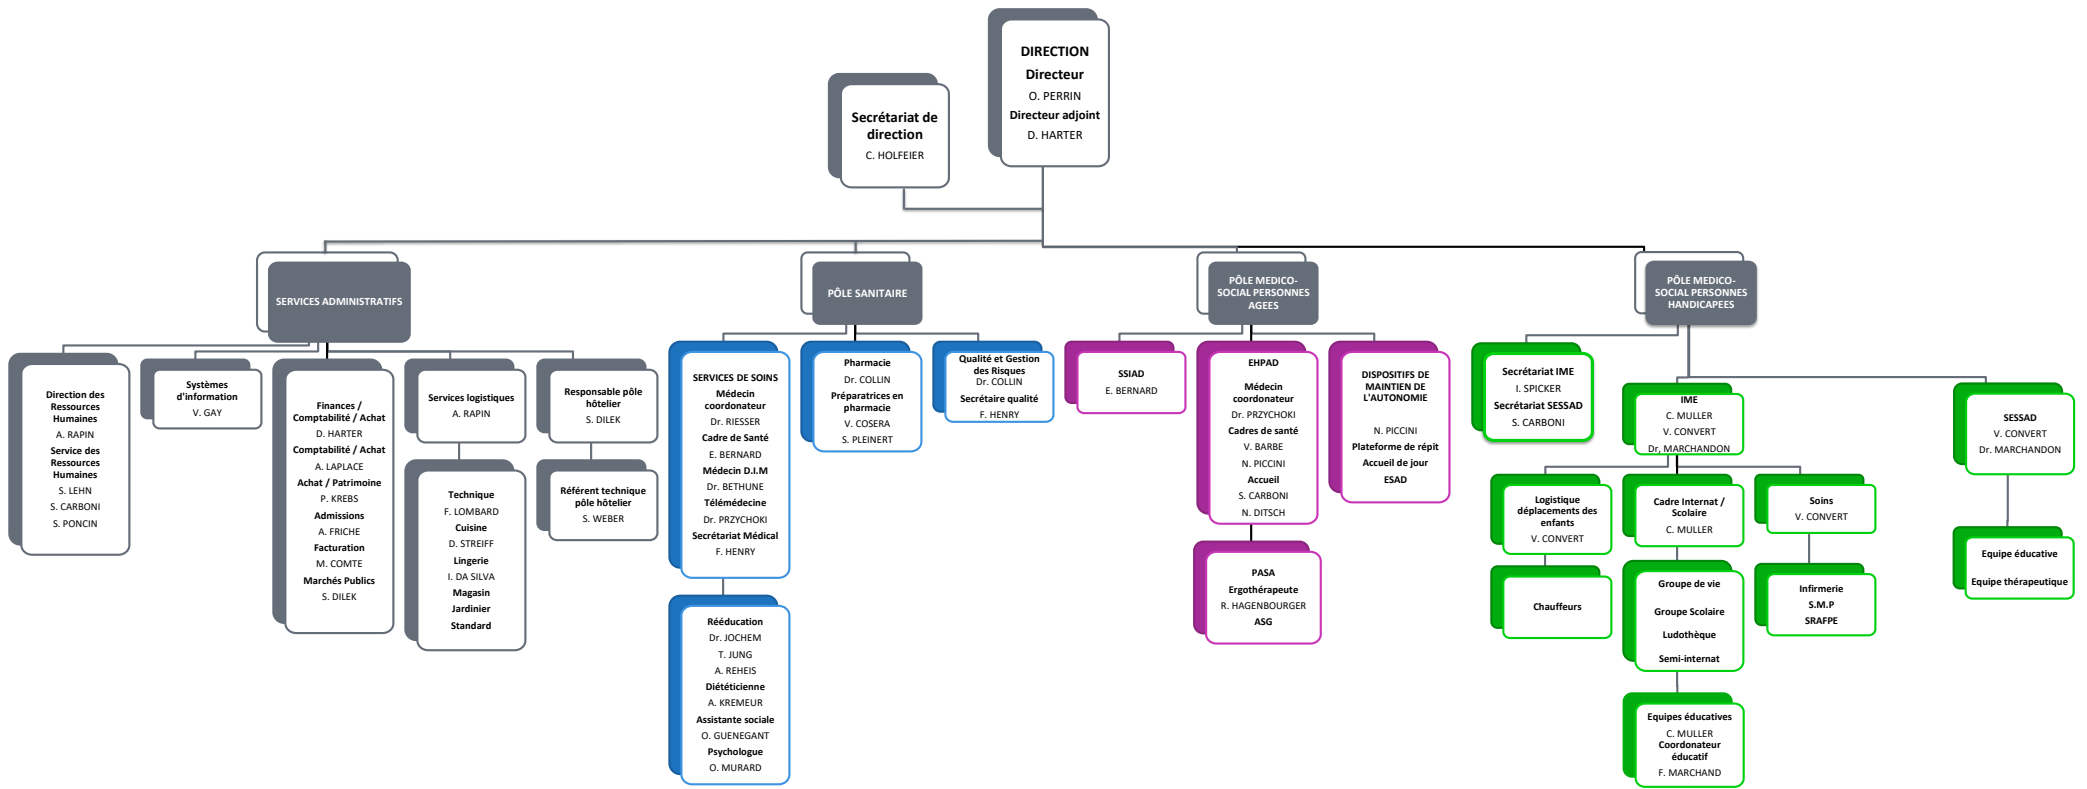 DIRECTION
Directeur
O. PERRIN
Directeur adjoint
D. HARTER
Secrétariat de
direction
C. HOLFEIER
SERVICES ADMINISTRATIFS
PÔLE SANITAIRE
PÔLE MEDICO-
SOCIAL PERSONNES
AGEES
PÔLE MEDICO-
SOCIAL PERSONNES
HANDICAPEES
Direction des
Ressources
Humaines
A. RAPIN
Service des
Ressources
Humaines
S. LEHN
S. CARBONI
S. PONCIN
Systèmes
d'information
V. GAY
Finances /
Comptabilité / Achat
D. HARTER
Comptabilité / Achat
A. LAPLACE
Achat / Patrimoine
P. KREBS
Admissions
A. FRICHE
Facturation
M. COMTE
Marchés Publics
S. DILEK
Services logistiques
A. RAPIN
Technique
F. LOMBARD
Cuisine
D. STREIFF
Lingerie
I. DA SILVA
Magasin
Jardinier
Standard
Responsable pôle
hôtelier
S. DILEK
Référent technique
pôle hôtelier
S. WEBER
SERVICES DE SOINS
Médecin
coordonateur
Dr. RIESSER
Cadre de Santé
E. BERNARD
Médecin D.I.M
Dr. BETHUNE
Télémédecine
Dr. PRZYCHOKI
Secrétariat Médical
F. HENRY
Rééducation
Dr. JOCHEM
T. JUNG
A. REHEIS
Diététicienne
A. KREMEUR
Assistante sociale
O. GUENEGANT
Psychologue
O. MURARD
Pharmacie
Dr. COLLIN
Préparatrices en
pharmacie
V. COSERA
S. PLEINERT
Qualité et Gestion
des Risques
Dr. COLLIN
Secrétaire qualité
F. HENRY
SSIAD
E. BERNARD
EHPAD
Médecin
coordonateur
Dr. PRZYCHOKI
Cadres de santé
V. BARBE
N. PICCINI
Accueil
S. CARBONI
N. DITSCH
PASA
Ergothérapeute
R. HAGENBOURGER
ASG
DISPOSITIFS DE
MAINTIEN DE
L'AUTONOMIE
N. PICCINI
Plateforme de répit
Accueil de jour
ESAD
Secrétariat IME
I. SPICKER
Secrétariat SESSAD
S. CARBONI
IME
C. MULLER
V. CONVERT
Dr, MARCHANDON
SESSAD
V. CONVERT
Dr. MARCHANDON
Logistique
déplacements des
enfants
V. CONVERT
Chauffeurs
Cadre Internat /
Scolaire
C. MULLER
Groupe de vie
Groupe Scolaire
Ludothèque
Semi-internat
Equipes éducatives
C. MULLER
Coordonateur
éducatif
F. MARCHAND
Soins
V. CONVERT
Infirmerie
S.M.P
SRAFPE
Equipe éducative
Equipe thérapeutique